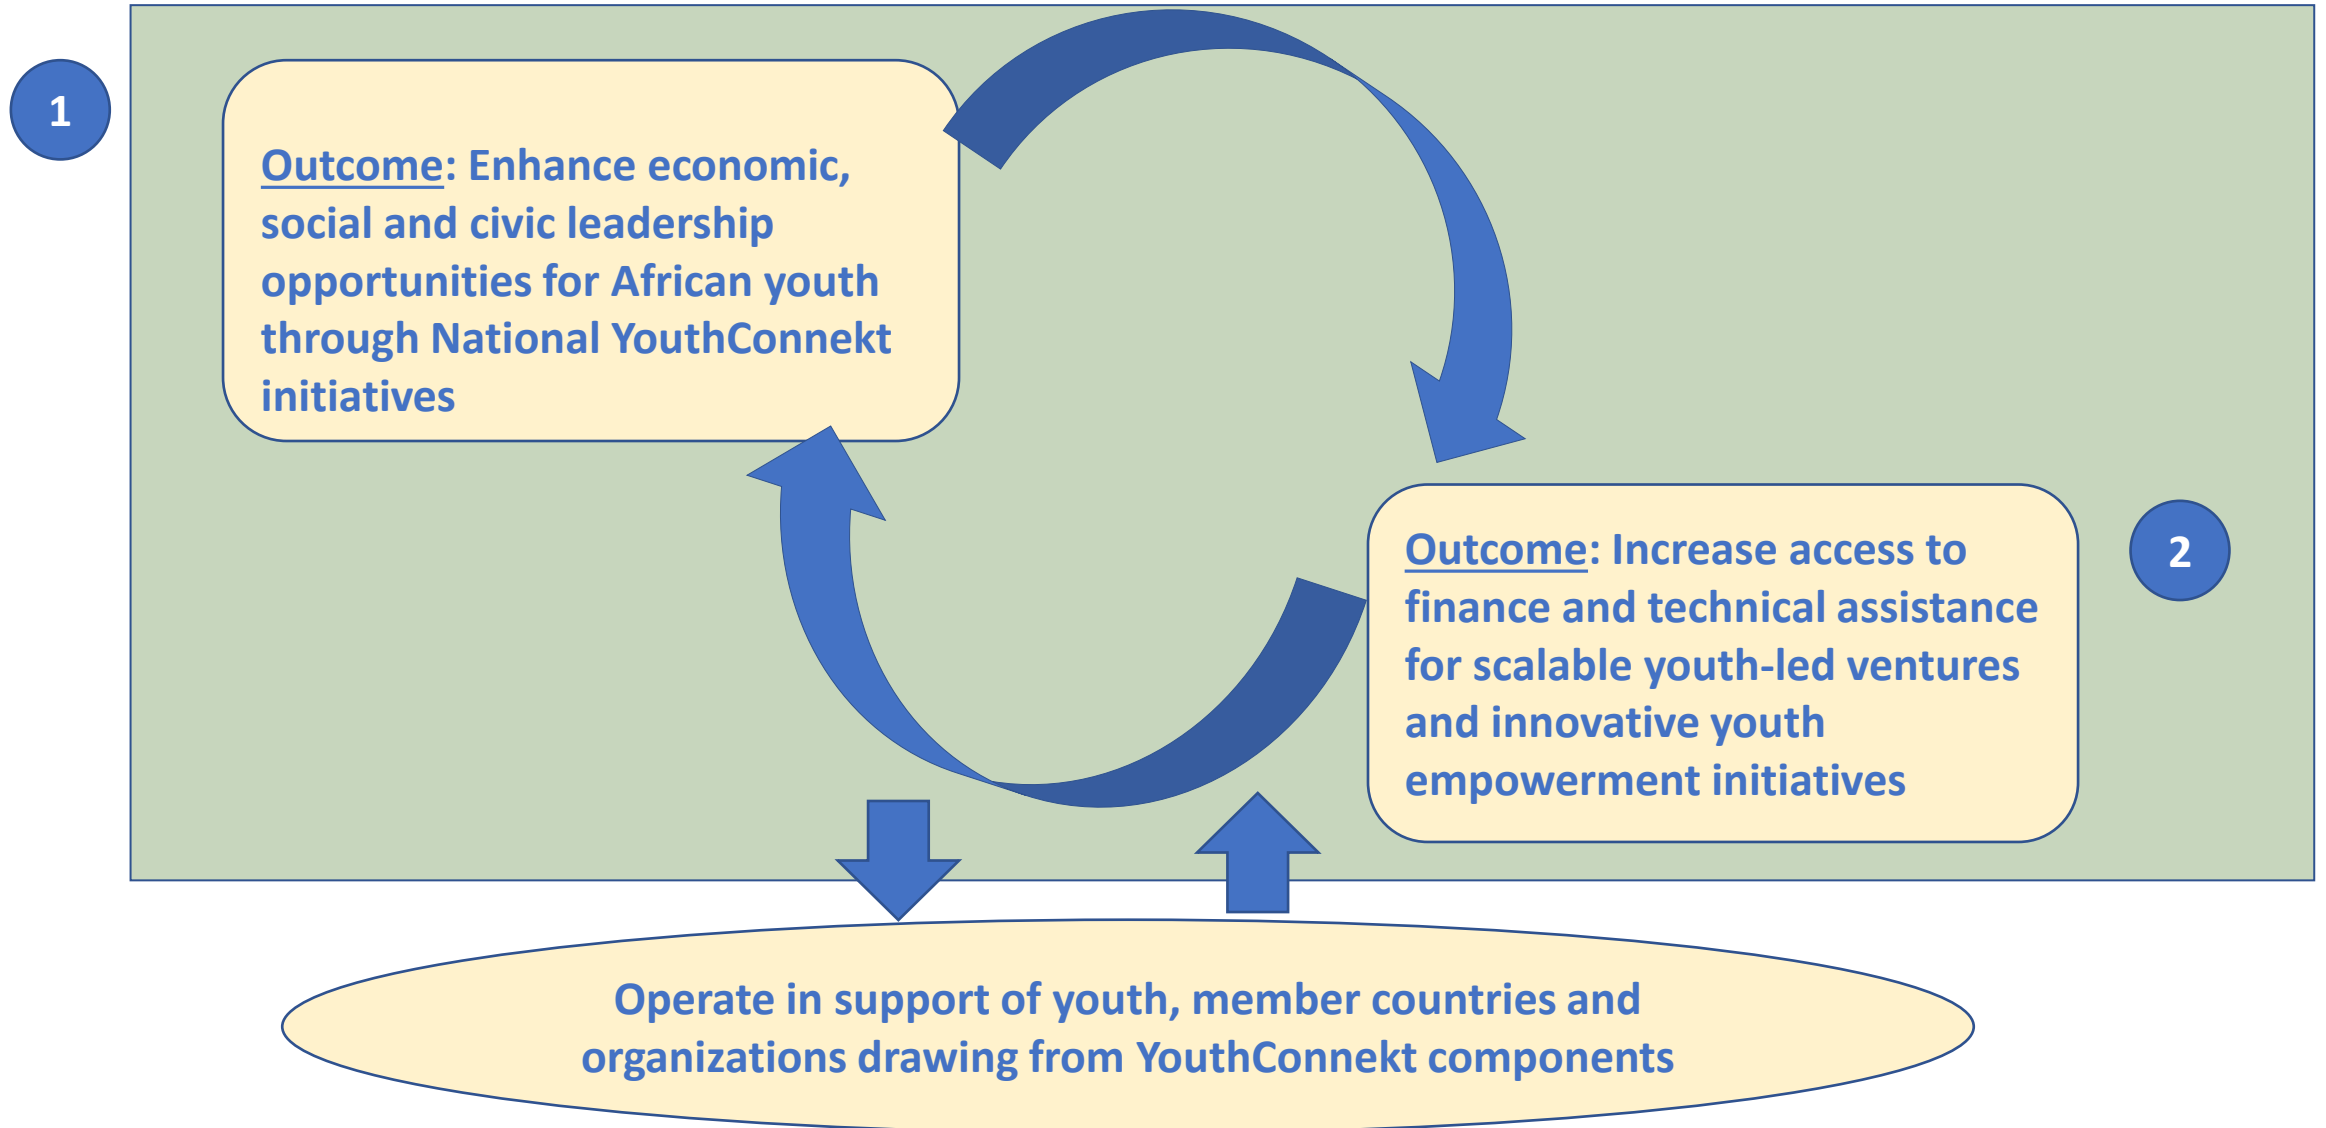 1
Outcome: Enhance economic,
social and civic leadership
opportunities for African youth
through National YouthConnekt
initiatives
Outcome: Increase access to
finance and technical assistance
for scalable youth-led ventures
and innovative youth
empowerment initiatives
2
Operate in support of youth, member countries and
organizations drawing from YouthConnekt components